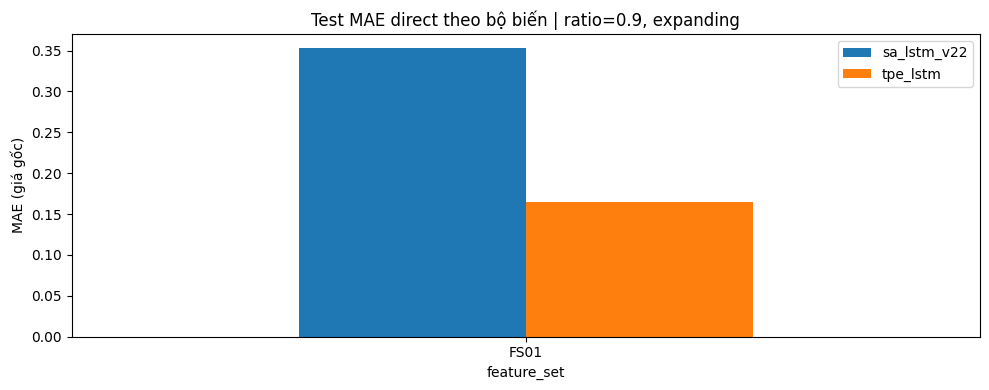 Test MAE direct theo bộ biến | ratio=0.9, expanding
sa_lstm_v22
tpe_lstm
MAE (giá gốc)
0.35
0.30
0.25
0.20
0.15
0.10
0.05
0.00
FS01
feature_set